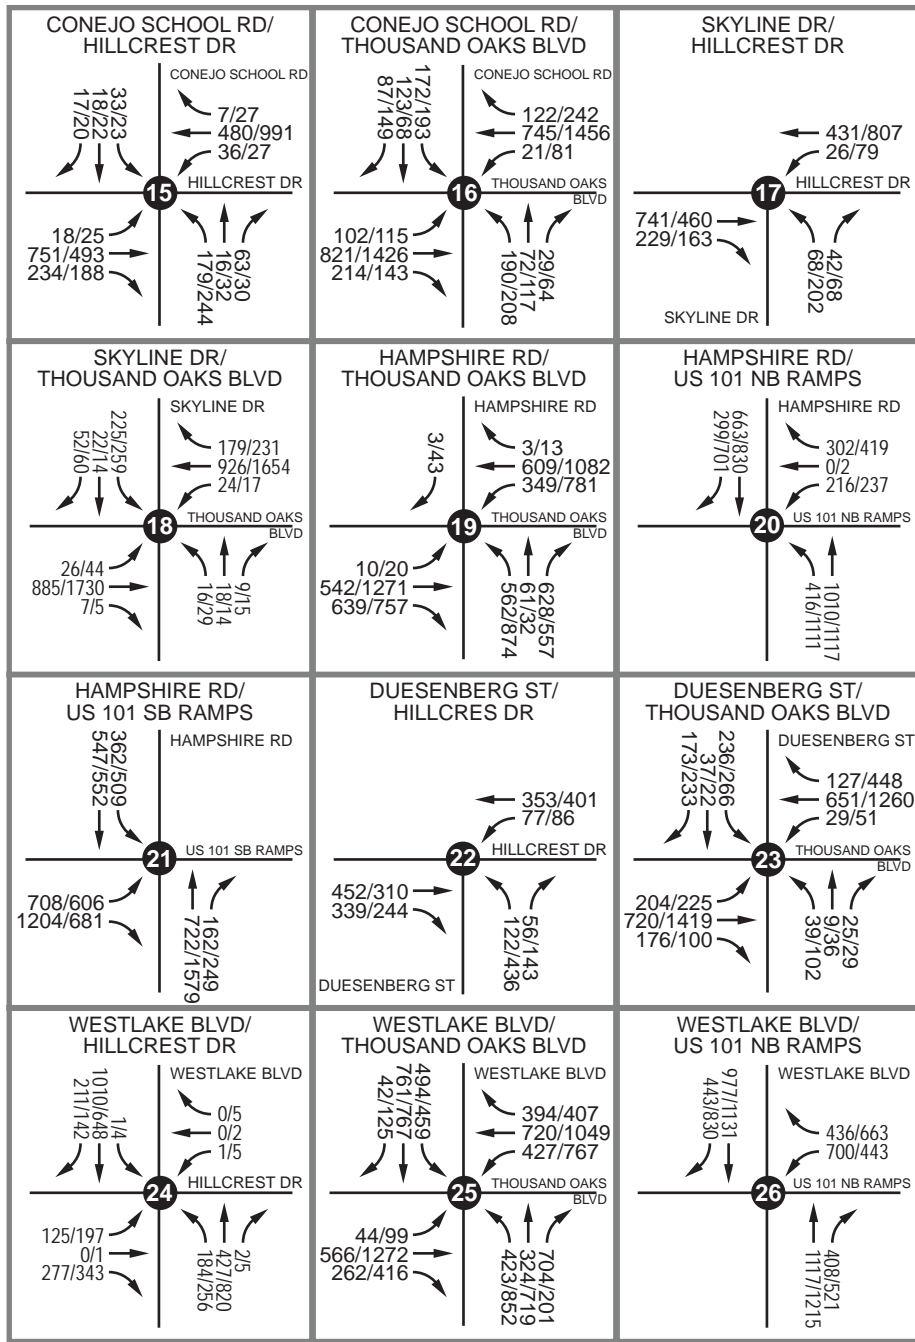 CONEJO SCHOOL RD/
HILLCREST DR
CONEJO SCHOOL RD
33/23
18/22
17/20
7/27
480/991
36/27
15
HILLCREST DR
18/25
751/493
234/188
179/244
16/32
63/30
CONEJO SCHOOL RD/
THOUSAND OAKS BLVD
CONEJO SCHOOL RD
172/193
123/68
87/149
122/242
745/1456
21/81
16
THOUSAND OAKS
BLVD
102/115
821/1426
214/143
190/208
72/117
29/64
SKYLINE DR/
HILLCREST DR
431/807
26/79
17
HILLCREST DR
741/460
229/163
68/202
42/68
SKYLINE DR
SKYLINE DR/
THOUSAND OAKS BLVD
SKYLINE DR
225/259
22/14
52/60
179/231
926/1654
24/17
18
THOUSAND OAKS
BLVD
26/44
885/1730
7/5
16/29
18/14
9/15
HAMPSHIRE RD/
THOUSAND OAKS BLVD
HAMPSHIRE RD
3/43
3/13
609/1082
349/781
19
THOUSAND OAKS
BLVD
10/20
542/1271
639/757
562/874
61/32
628/557
HAMPSHIRE RD/
US 101 NB RAMPS
HAMPSHIRE RD
663/830
299/701
302/419
0/2
216/237
20
US 101 NB RAMPS
416/1111
1010/1117
HAMPSHIRE RD/
US 101 SB RAMPS
HAMPSHIRE RD
362/509
547/552
21
US 101 SB RAMPS
708/606
1204/681
722/1579
162/249
DUESENBERG ST/
HILLCRES DR
353/401
77/86
22
HILLCREST DR
452/310
339/244
122/436
56/143
DUESENBERG ST
DUESENBERG ST/
THOUSAND OAKS BLVD
DUESENBERG ST
236/266
37/22
173/233
127/448
651/1260
29/51
23
THOUSAND OAKS
BLVD
204/225
720/1419
176/100
39/102
9/36
25/29
WESTLAKE BLVD/
HILLCREST DR
WESTLAKE BLVD
1/4
1010/648
211/142
0/5
0/2
1/5
24
HILLCREST DR
125/197
0/1
277/343
184/256
427/820
2/5
WESTLAKE BLVD/
THOUSAND OAKS BLVD
WESTLAKE BLVD
494/459
761/767
42/125
394/407
720/1049
427/767
25
THOUSAND OAKS
BLVD
44/99
566/1272
262/416
423/852
324/719
704/201
WESTLAKE BLVD/
US 101 NB RAMPS
WESTLAKE BLVD
977/1131
443/830
436/663
700/443
26
US 101 NB RAMPS
1117/1215
408/521